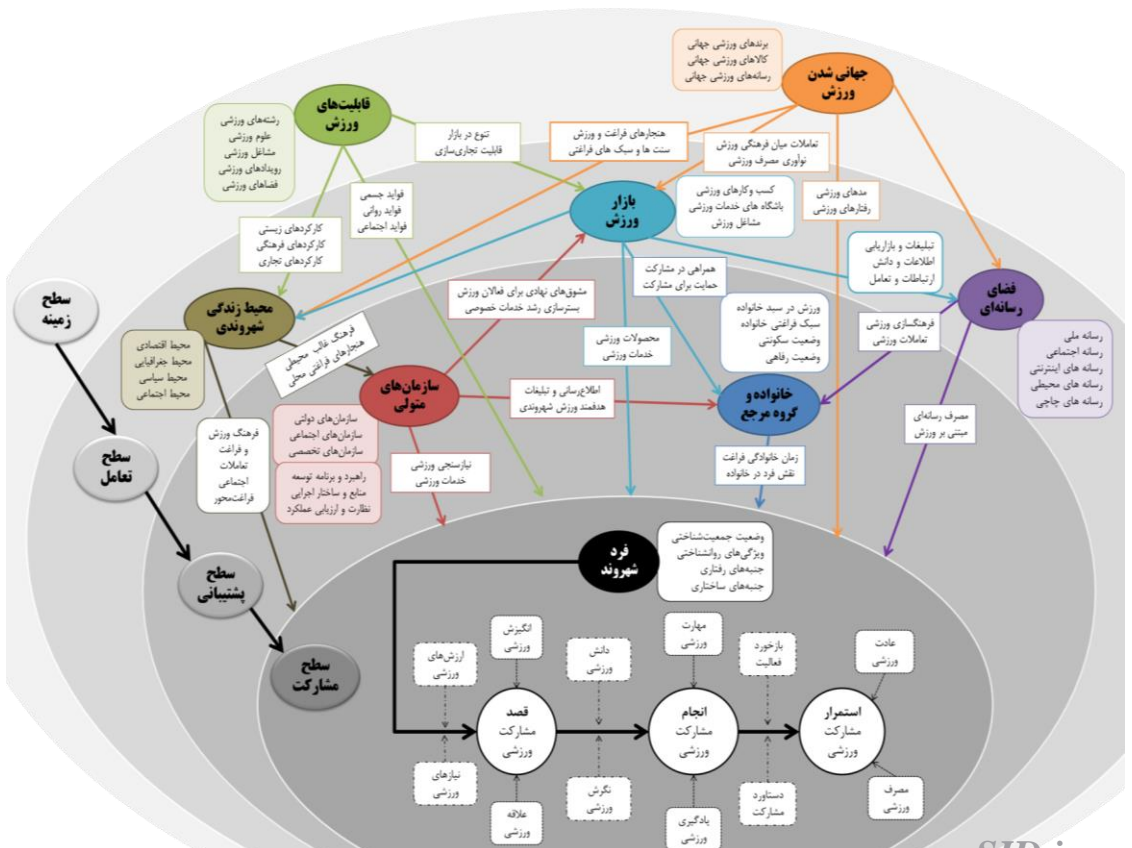 برندهای ورزشی جهانی
کالاهای ورزشی جهانی
رسانه‌های ورزشی جهانی
جهانی شدن
ورزش
قابلیت‌های
ورزش
رشته‌های ورزشی
علوم ورزشی
مشاغل ورزشی
رویدادهای ورزشی
فضاهای ورزشی
تنوع در بازار
قابلیت تجاری‌سازی
هنجارهای فراغت و ورزش
سنت ها و سبک های فراغتی
تعاملات میان فرهنگی ورزش
نوآوری مصرف ورزشی
مدهای ورزشی
رفتارهای ورزشی
فواید جسمی
فواید روانی
فواید اجتماعی
بازار
ورزش
کسب وکارهای ورزشی
باشگاه های خدمات ورزشی
مشاغل ورزش
کارکردهای زیستی
کارکردهای فرهنگی
کارکردهای تجاری
تبلیغات و بازاریابی
اطلاعات و دانش
ارتباطات و تعامل
فضای
رسانه‌ای
رسانه ملی
رسانه اجتماعی
رسانه های اینترنتی
رسانه های محیطی
رسانه های چاپی
سطح
زمینه
محیط زندگی
شهروندی
محیط اقتصادی
محیط جغرافیایی
محیط سیاسی
محیط اجتماعی
مشوق‌های نهادی برای فعالان ورزش
بسترسازی رشد خدمات خصوصی
همراهی در مشارکت
حمایت برای مشارکت
ورزش در سبد خانواده
سبک فراغتی خانواده
وضعیت سکونتی
وضعیت رفاهی
فرهنگسازی ورزشی
تعاملات ورزشی
فرهنگ غالب محیطی
هنجارهای فراغتی محلی
محصولات ورزشی
خدمات ورزشی
سازمان‌های
متولی
سازمان‌های دولتی
سازمان‌های اجتماعی
سازمان‌های تخصصی
راهبرد و برنامه توسعه
منابع و ساختار اجرایی
نظارت و ارزیابی عملکرد
اطلاع‌رسانی و تبلیغات
هدفمند ورزش شهروندی
خانواده و
گروه مرجع
مصرف رسانه‌ای
مبتنی بر ورزش
سطح
تعامل
فرهنگ ورزش
و فراغت
تعاملات
اجتماعی
فراغت‌محور
نیازسنجی ورزشی
خدمات ورزشی
زمان خانوادگی فراغت
نقش فرد در خانواده
سطح
پشتیبانی
فرد
شهروند
وضعیت جمعیت‌شناختی
ویژگی‌های روانشناختی
جنبه‌های رفتاری
جنبه‌های ساختاری
سطح
مشارکت
ارزش‌های
ورزشی
انگیزش
ورزشی
دانش
ورزشی
مهارت
ورزشی
بازخورد
فعالیت
عادت
ورزشی
قصد
مشارکت
ورزشی
انجام
مشارکت
ورزشی
استمرار
مشارکت
ورزشی
نیازهای
ورزشی
علاقه
ورزشی
نگرش
ورزشی
یادگیری
ورزشی
دستاورد
مشارکت
مصرف
ورزشی